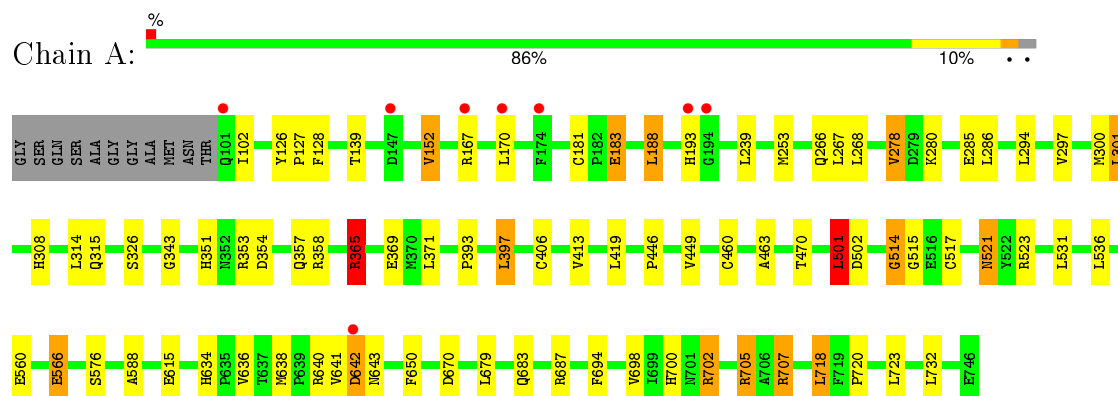 %
Chain A:
86% 10% • •
GLY SER GLN SER ALA GLY GLY ALA MET ASN THR Q101 I102 Y126 P127 F128 T139 D147 V152 R167 L170 F174 C181 P182 E183 L188 H193 G194 L239 M253 Q266 L267 L268 V278 D279 K280 E285 L286 L294 V297 M300 L301
H308 L314 Q315 S326 G343 H351 N352 R353 D354 Q357 R358 R365 E369 M370 L371 P393 L397 C406 V413 L419 P446 V449 C460 A463 T470 L501 D502 G514 G515 E516 C517 N521 Y522 R523 L531 L536
E560 E566 S576 A588 E615 H634 P635 V636 T637 M638 P639 R640 V641 D642 N643 F650 D670 L679 Q683 R687 F694 V698 I699 H700 N701 R702 R705 A706 R707 L718 F719 P720 L723 L732 E746